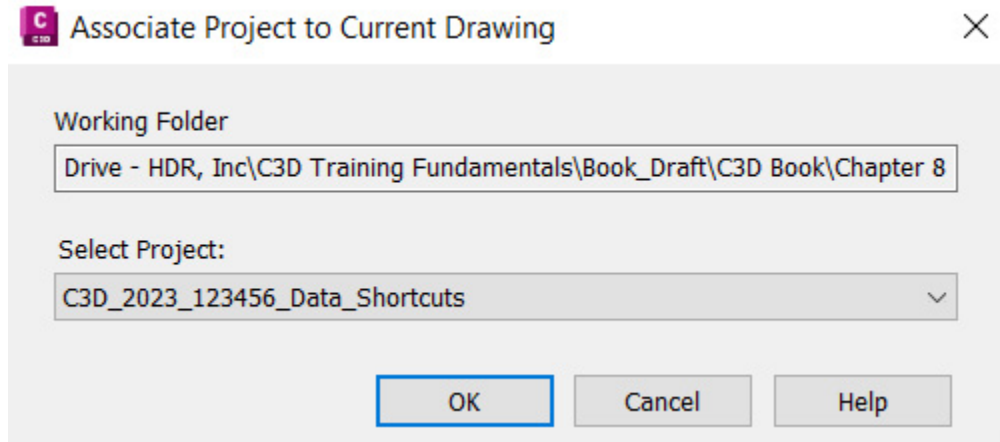 C
C3D
Associate Project to Current Drawing
Working Folder
Drive - HDR, Inc\C3D Training Fundamentals\Book_Draft\C3D Book\Chapter 8
Select Project:
C3D_2023_123456_Data_Shortcuts
OK Cancel Help